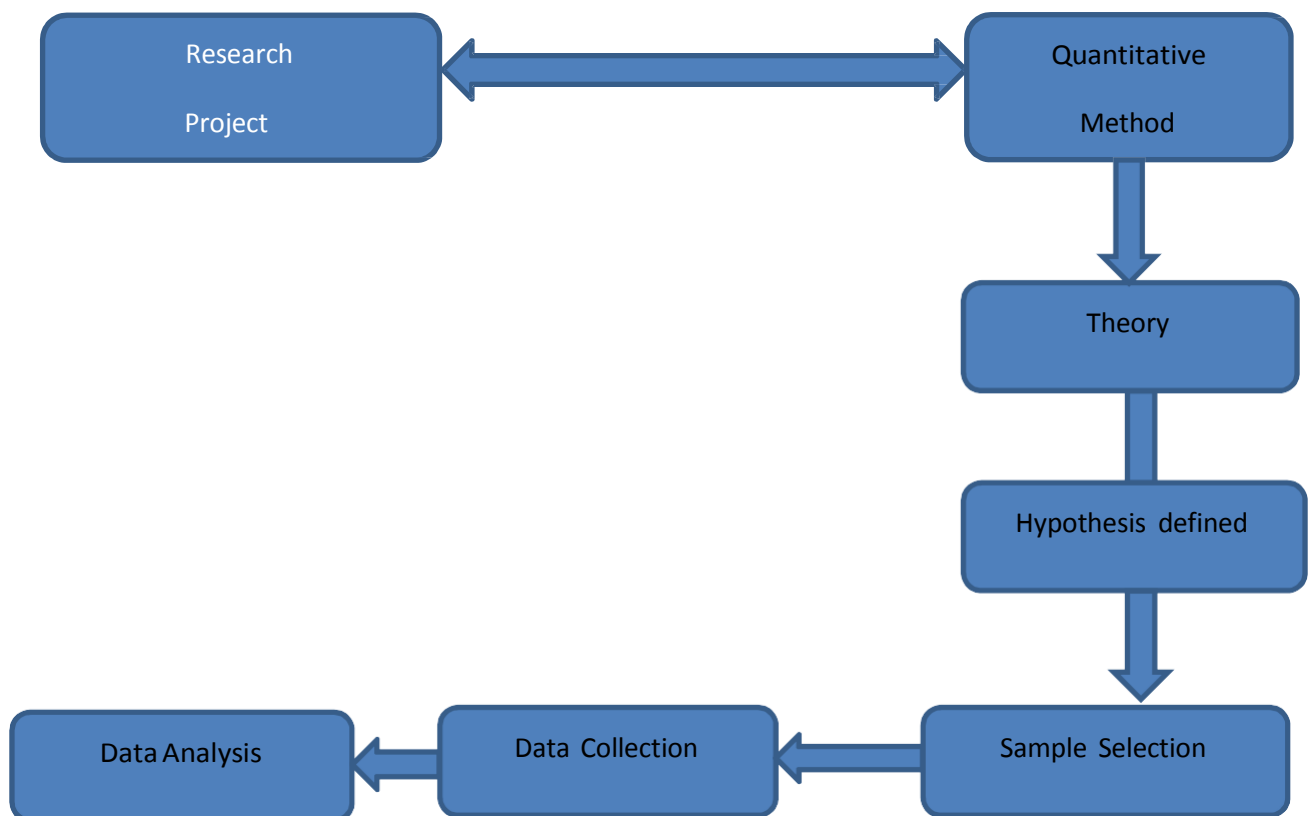 Research
Project
Quantitative
Method
Theory
Hypothesis defined
Sample Selection
Data Collection
Data Analysis